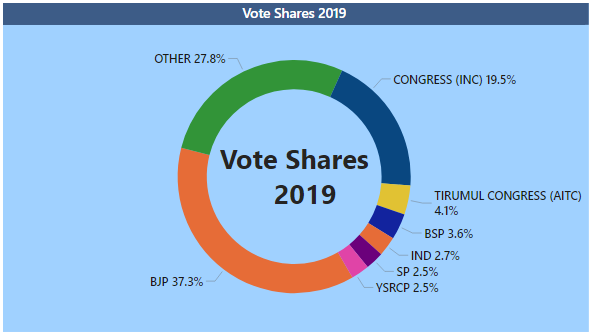 Vote Shares 2019
OTHER 27.8%
CONGRESS (INC) 19.5%
Vote Shares
2019
TIRUMUL CONGRESS (AITC)
4.1%
BSP 3.6%
IND 2.7%
SP 2.5%
YSRCP 2.5%
BJP 37.3%